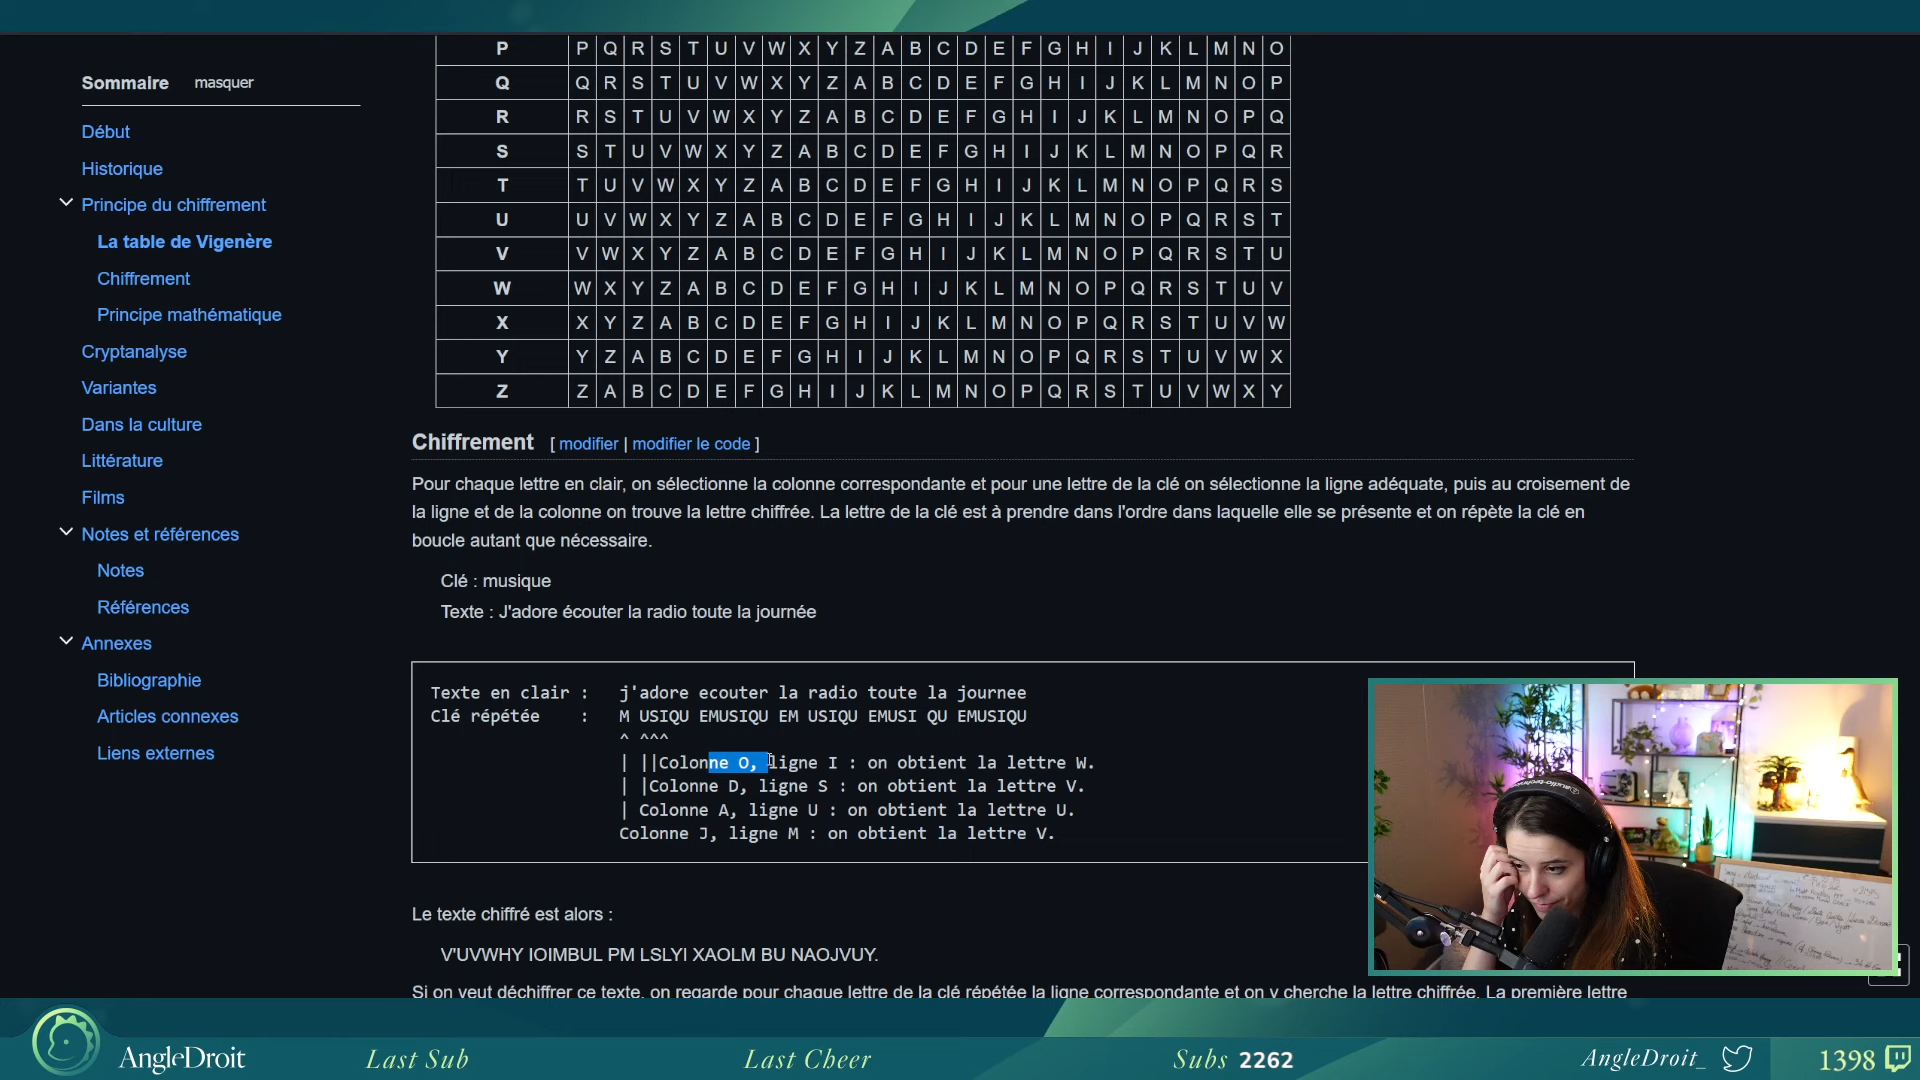 P P Q R S T U V W X Y Z A B C D E F G H I J K L M N O
Q Q R S T U V W X Y Z A B C D E F G H I J K L M N O P
R R S T U V W X Y Z A B C D E F G H I J K L M N O P Q
S S T U V W X Y Z A B C D E F G H I J K L M N O P Q R
T T U V W X Y Z A B C D E F G H I J K L M N O P Q R S
U U V W X Y Z A B C D E F G H I J K L M N O P Q R S T
V V W X Y Z A B C D E F G H I J K L M N O P Q R S T U
W W X Y Z A B C D E F G H I J K L M N O P Q R S T U V
X X Y Z A B C D E F G H I J K L M N O P Q R S T U V W
Y Y Z A B C D E F G H I J K L M N O P Q R S T U V W X
Z Z A B C D E F G H I J K L M N O P Q R S T U V W X Y
Sommaire masquer
Début
Historique
Principe du chiffrement
La table de Vigenère
Chiffrement
Principe mathématique
Cryptanalyse
Variantes
Dans la culture
Littérature
Films
Notes et références
Notes
Références
Annexes
Bibliographie
Articles connexes
Liens externes
Chiffrement [ modifier | modifier le code ]
Pour chaque lettre en clair, on sélectionne la colonne correspondante et pour une lettre de la clé on sélectionne la ligne adéquate, puis au croisement de
la ligne et de la colonne on trouve la lettre chiffrée. La lettre de la clé est à prendre dans l'ordre dans laquelle elle se présente et on répète la clé en
boucle autant que nécessaire.
Clé : musique
Texte : J'adore écouter la radio toute la journée
Texte en clair : j'adore ecouter la radio toute la journee
Clé répétée : M USIQU EMUSIQU EM USIQU EMUSI QU EMUSIQU
^ ^^^
| ||Colonne O, ligne I : on obtient la lettre W.
| |Colonne D, ligne S : on obtient la lettre V.
| Colonne A, ligne U : on obtient la lettre U.
Colonne J, ligne M : on obtient la lettre V.
Le texte chiffré est alors :
V'UVWHY IOIMBUL PM LSLYI XAOLM BU NAOJVUY.
Si on veut déchiffrer ce texte, on regarde pour chaque lettre de la clé répétée la ligne correspondante et on y cherche la lettre chiffrée. La première lettre
AngleDroit
Last Sub
Last Cheer
Subs 2262
AngleDroit_
1398